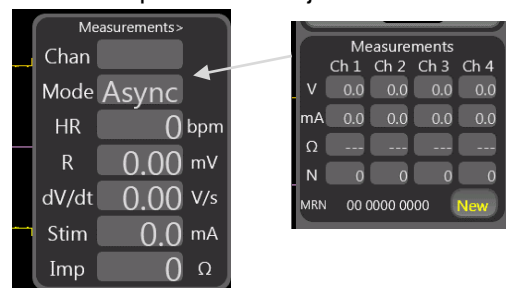 Measurements>
Chan
Mode Async
HR 0 bpm
R 0.00 mV
dV/dt 0.00 V/s
Stim 0.0 mA
Imp 0 Ω
Measurements
Ch 1 Ch 2 Ch 3 Ch 4
V 0.0 0.0 0.0 0.0
mA 0.0 0.0 0.0 0.0
Ω --- --- --- ---
N 0 0 0 0
MRN 00 0000 0000 New